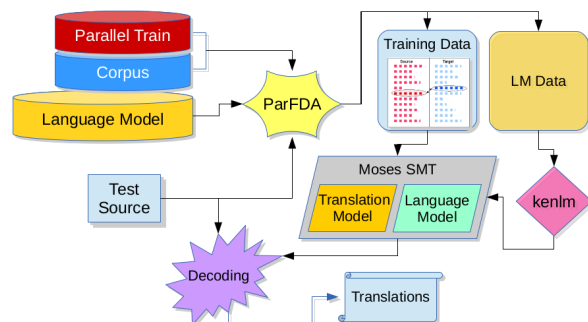 Parallel Train
Corpus
Language Model
ParFDA
Training Data
Source Target
LM Data
Test
Source
Moses SMT
Translation
Model
Language
Model
kenlm
Decoding
Translations